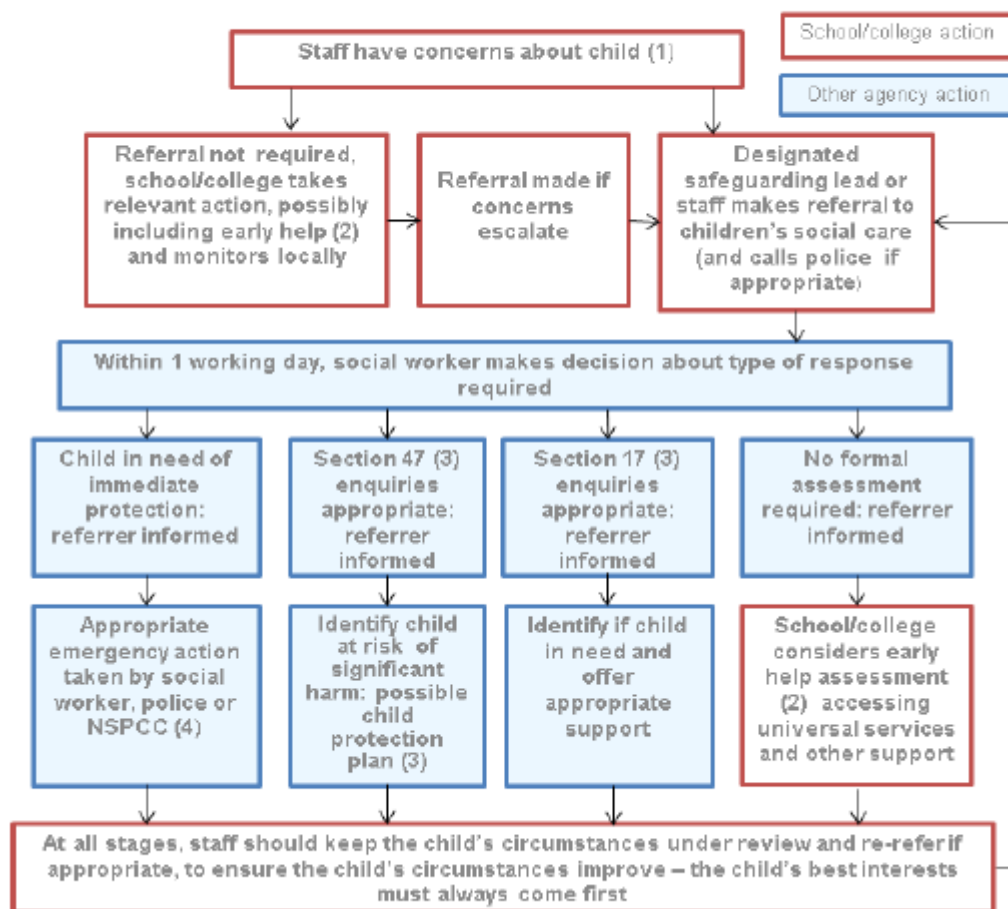 School/college action
Other agency action
Staff have concerns about child (1)
Referral not required,
school/college takes
relevant action, possibly
including early help (2)
and monitors locally
Referral made if
concerns
escalate
Designated
safeguarding lead or
staff makes referral to
children's social care
(and calls police if
appropriate)
Within 1 working day, social worker makes decision about type of response
required
Child in need of
immediate
protection:
referrer informed
Section 47 (3)
enquiries
appropriate:
referrer
informed
Section 17 (3)
enquiries
appropriate:
referrer
informed
No formal
assessment
required: referrer
informed
Appropriate
emergency action
taken by social
worker, police or
NSPCC (4)
Identify child
at risk of
significant
harm: possible
child
protection
plan (3)
Identify if child
in need and
offer
appropriate
support
School/college
considers early
help assessment
(2) accessing
universal services
and other support
At all stages, staff should keep the child's circumstances under review and re-refer if
appropriate, to ensure the child's circumstances improve – the child's best interests
must always come first